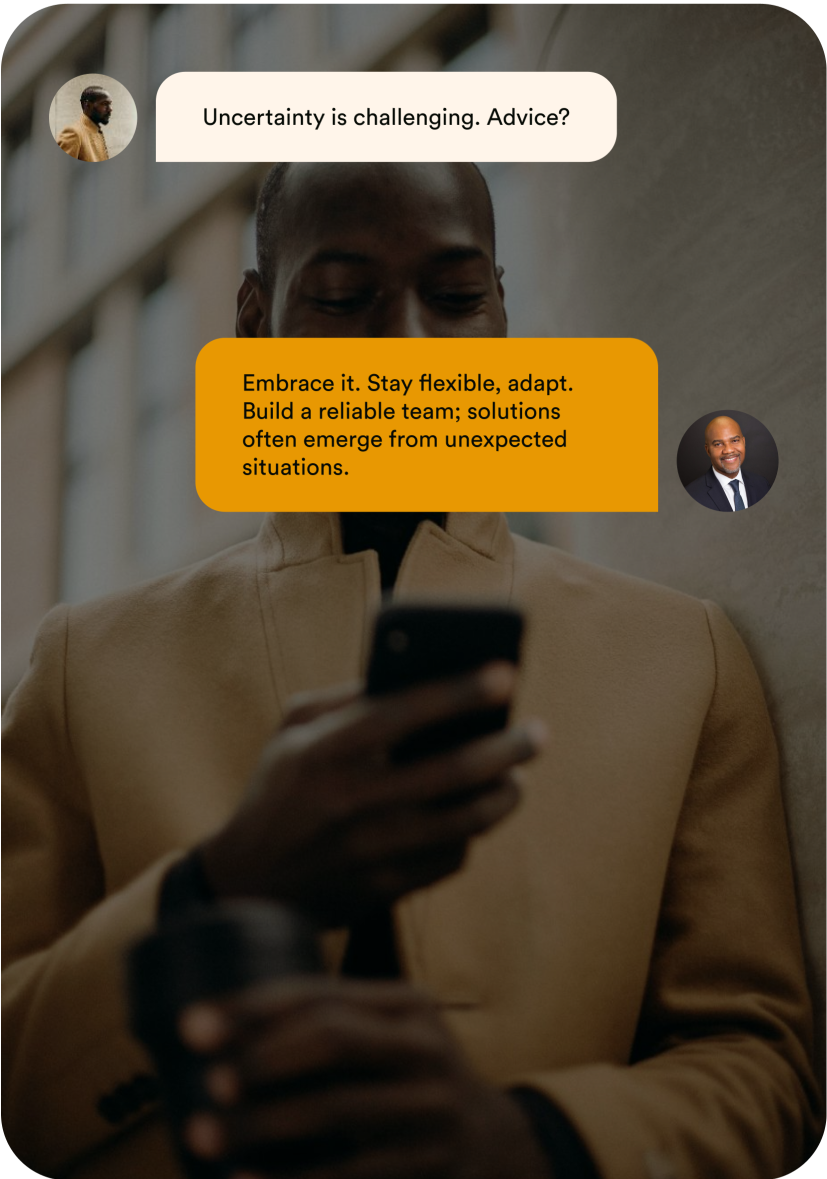 Uncertainty is challenging. Advice?
Embrace it. Stay flexible, adapt.
Build a reliable team; solutions
often emerge from unexpected
situations.